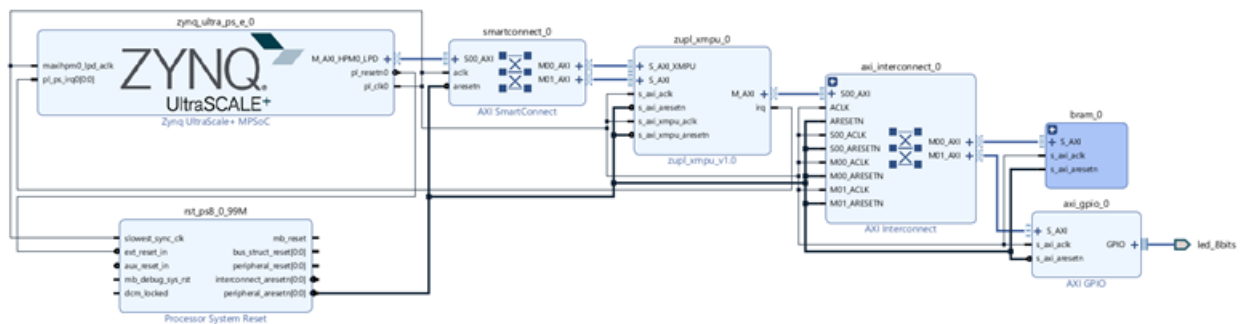 zynq_ultra_ps_e_0
maxihpm0_lpd_aclk
pl_ps_irq0[0:0]
ZYNQ
UltraSCALE+
M_AXI_HPM0_LPD
pl_resetn0
pl_clk0
Zynq UltraScale+ MPSoC
smartconnect_0
S00_AXI
aclk
aresetn
M00_AXI
M01_AXI
AXI SmartConnect
zupl_xmpu_0
S_AXI_XMPU
S_AXI
s_axi_aclk
s_axi_aresetn
s_axi_xmpu_aclk
s_axi_xmpu_aresetn
M_AXI
irq
zupl_xmpu_v1.0
axi_interconnect_0
S00_AXI
ACLK
ARESETN
S00_ACLK
S00_ARESETN
M00_ACLK
M00_ARESETN
M01_ACLK
M01_ARESETN
M00_AXI
M01_AXI
AXI Interconnect
bram_0
S_AXI
s_axi_aclk
s_axi_aresetn
axi_gpio_0
S_AXI
s_axi_aclk
s_axi_aresetn
GPIO
AXI GPIO
led_8bits
rst_ps8_0_99M
slowest_sync_clk
ext_reset_in
aux_reset_in
mb_debug_sys_rst
dcm_locked
mb_reset
bus_struct_reset[0:0]
peripheral_reset[0:0]
interconnect_aresetn[0:0]
peripheral_aresetn[0:0]
Processor System Reset